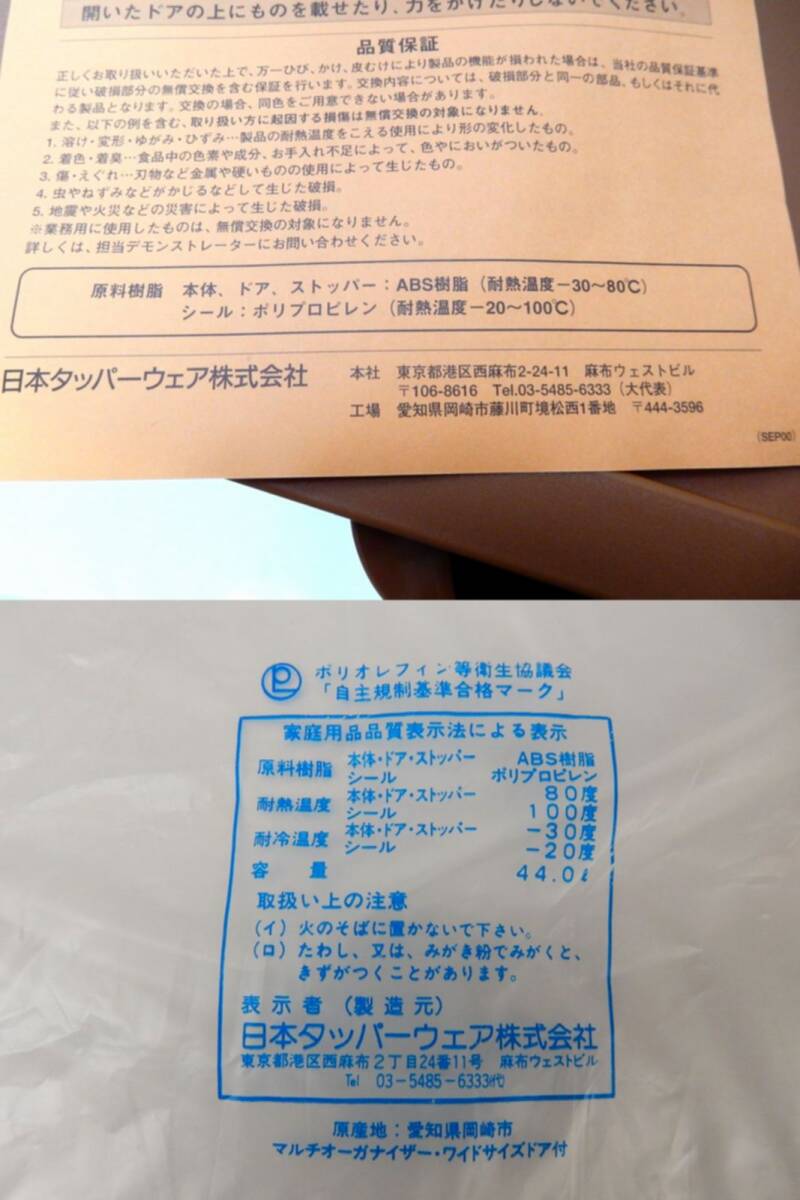 開いたドアの上にものを載せたり、力をかけたりしないでください。
品質保証
正しくお取り扱いいただいた上で、万一ひび、かけ、皮むけにより製品の機能が損われた場合は、当社の品質保証基準
に従い破損部分の無償交換を含む保証を行います。交換内容については、破損部分と同一の部品、もしくはそれに代
わる製品となります。交換の場合、同色をご用意できない場合があります。
また、以下の例を含む、取り扱い方に起因する損傷は無償交換の対象になりません。
1. 溶け・変形・ゆがみ・ひずみ…製品の耐熱温度をこえる使用により形の変化したもの。
2. 着色・着臭…食品中の色素や成分、お手入れ不足によって、色やにおいがついたもの。
3. 傷・えぐれ…刃物など金属や硬いものの使用によって生じたもの。
4. 虫やねずみなどがかじるなどして生じた破損。
5. 地震や火災などの災害によって生じた破損。
※業務用に使用したものは、無償交換の対象になりません。
詳しくは、担当デモンストレーターにお問い合わせください。
原料樹脂 本体、ドア、ストッパー：ABS樹脂（耐熱温度−30〜80℃）
シール：ポリプロピレン（耐熱温度−20〜100℃）
日本タッパーウェア株式会社 本社 東京都港区西麻布2-24-11 麻布ウェストビル
〒106-8616 Tel.03-5485-6333（大代表）
工場 愛知県岡崎市藤川町境松西1番地 〒444-3596
(SEP00)
ポリオレフィン等衛生協議会
「自主規制基準合格マーク」
家庭用品品質表示法による表示
原料樹脂 本体・ドア・ストッパー ABS樹脂
シール ポリプロピレン
耐熱温度 本体・ドア・ストッパー 80度
シール 100度
耐冷温度 本体・ドア・ストッパー −30度
シール −20度
容量 44.0ℓ
取扱い上の注意
（イ）火のそばに置かないで下さい。
（ロ）たわし、又は、みがき粉でみがくと、
きずがつくことがあります。
表示者（製造元）
日本タッパーウェア株式会社
東京都港区西麻布2丁目24番11号 麻布ウェストビル
Tel 03-5485-6333㈹
原産地：愛知県岡崎市
マルチオーガナイザー・ワイドサイズドア付